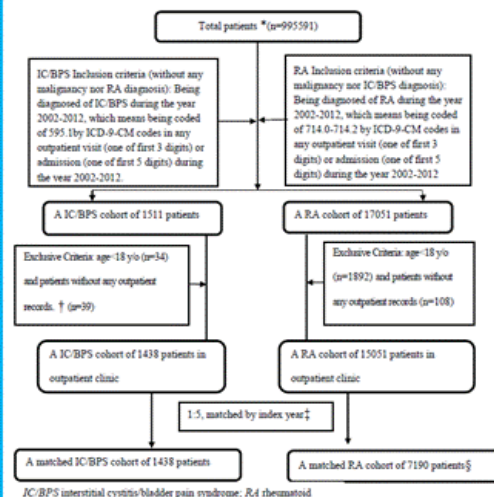 Total patients *(n=995591)
IC/BPS Inclusion criteria (without any
malignancy nor RA diagnosis): Being
diagnosed of IC/BPS during the year
2002-2012, which means being coded
of 595.1by ICD-9-CM codes in any
outpatient visit (one of first 3 digits) or
admission (one of first 5 digits) during
the year 2002-2012.
RA Inclusion criteria (without any
malignancy nor IC/BPS diagnosis):
Being diagnosed of RA during the year
2002-2012, which means being coded
of 714.0-714.2 by ICD-9-CM codes in
any outpatient visit (one of first 3
digits) or admission (one of first 5
digits) during the year 2002-2012
A IC/BPS cohort of 1511 patients
A RA cohort of 17051 patients
Exclusive Criteria: age<18 y/o (n=34)
and patients without any outpatient
records. † (n=39)
Exclusive Criteria: age<18 y/o
(n=1892) and patients without
any outpatient records (n=108)
A IC/BPS cohort of 1438 patients in
outpatient clinic
A RA cohort of 15051 patients in
outpatient clinic
1:5, matched by index year‡
A matched IC/BPS cohort of 1438 patients
A matched RA cohort of 7190 patients§
IC/BPS interstitial cystitis/bladder pain syndrome; RA rheumatoid